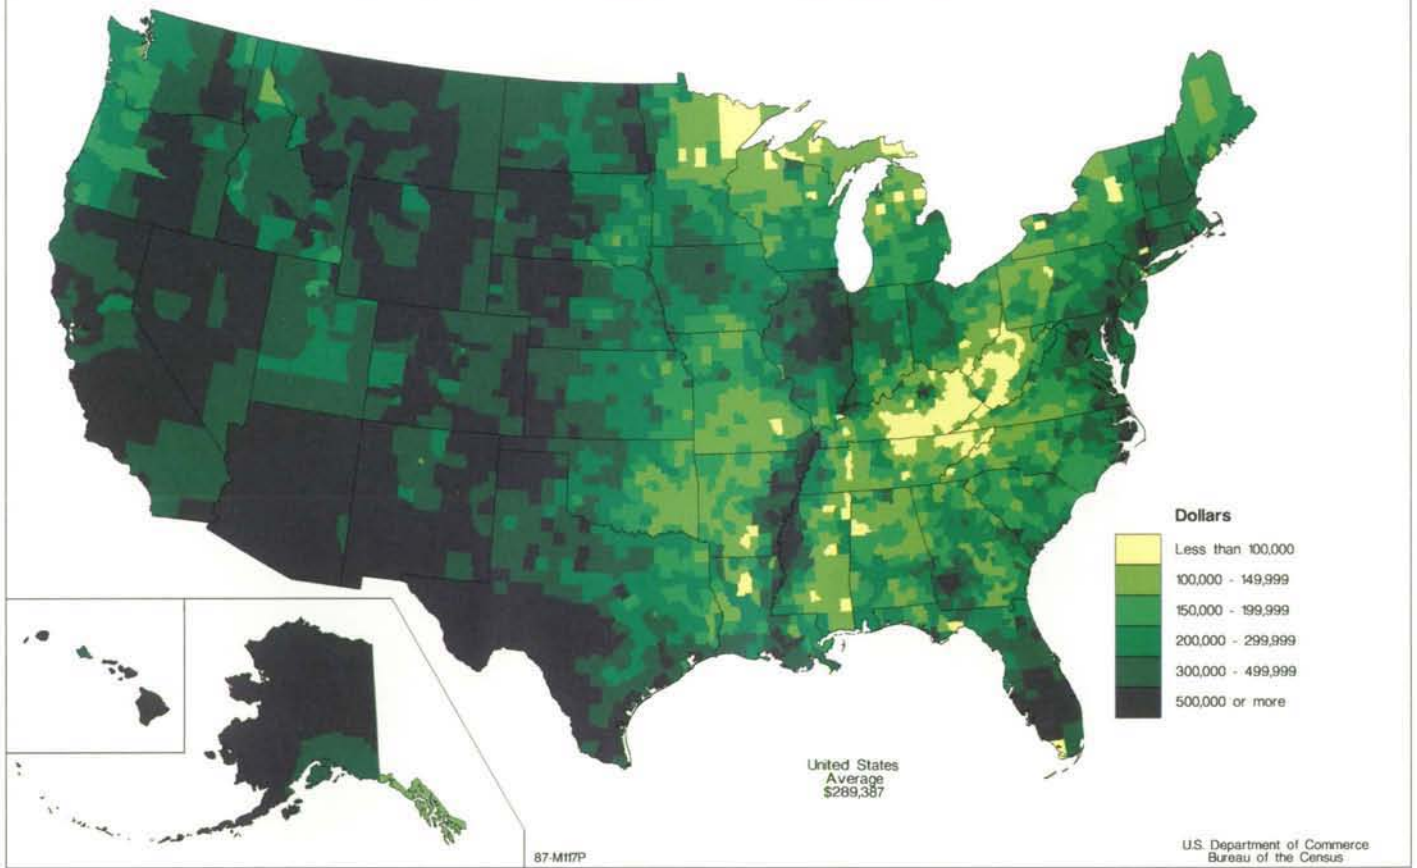 Dollars
Less than 100,000
100,000 - 149,999
150,000 - 199,999
200,000 - 299,999
300,000 - 499,999
500,000 or more
United States
Average
$289,387
87-M117P
U.S. Department of Commerce
Bureau of the Census